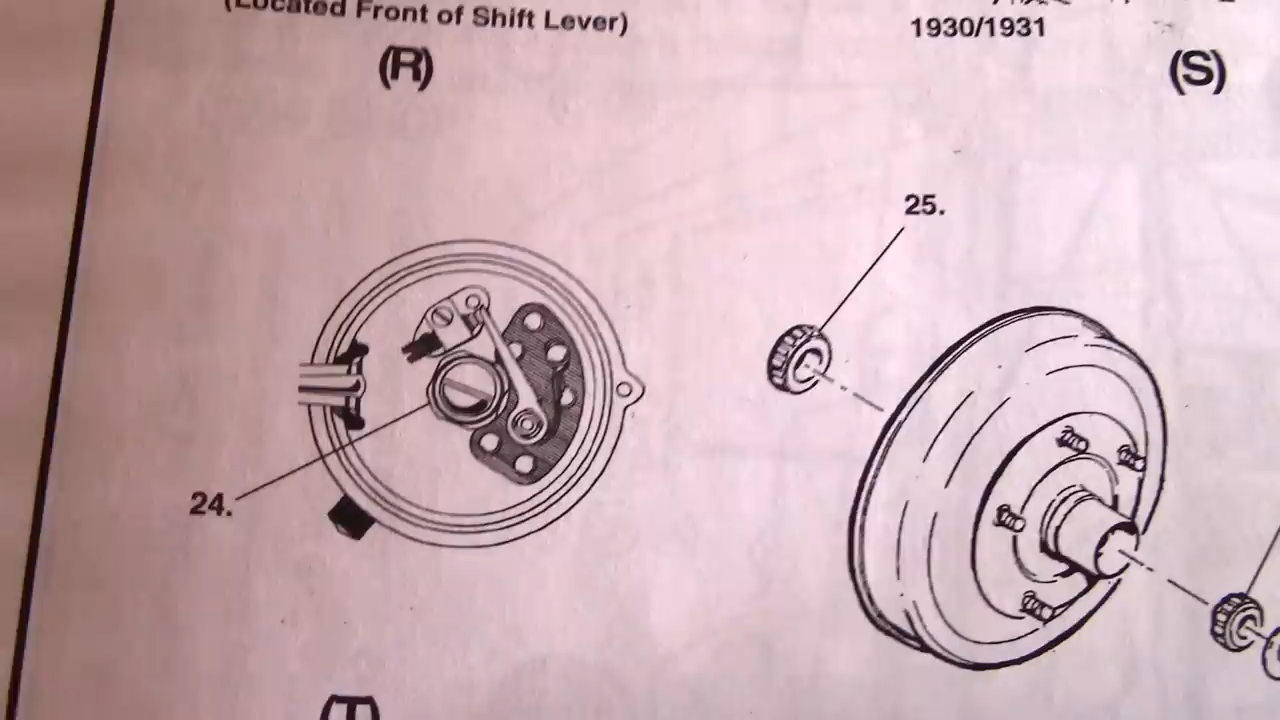 (Located Front of Shift Lever)
1930/1931
(R)
(S)
25.
24.
(T)